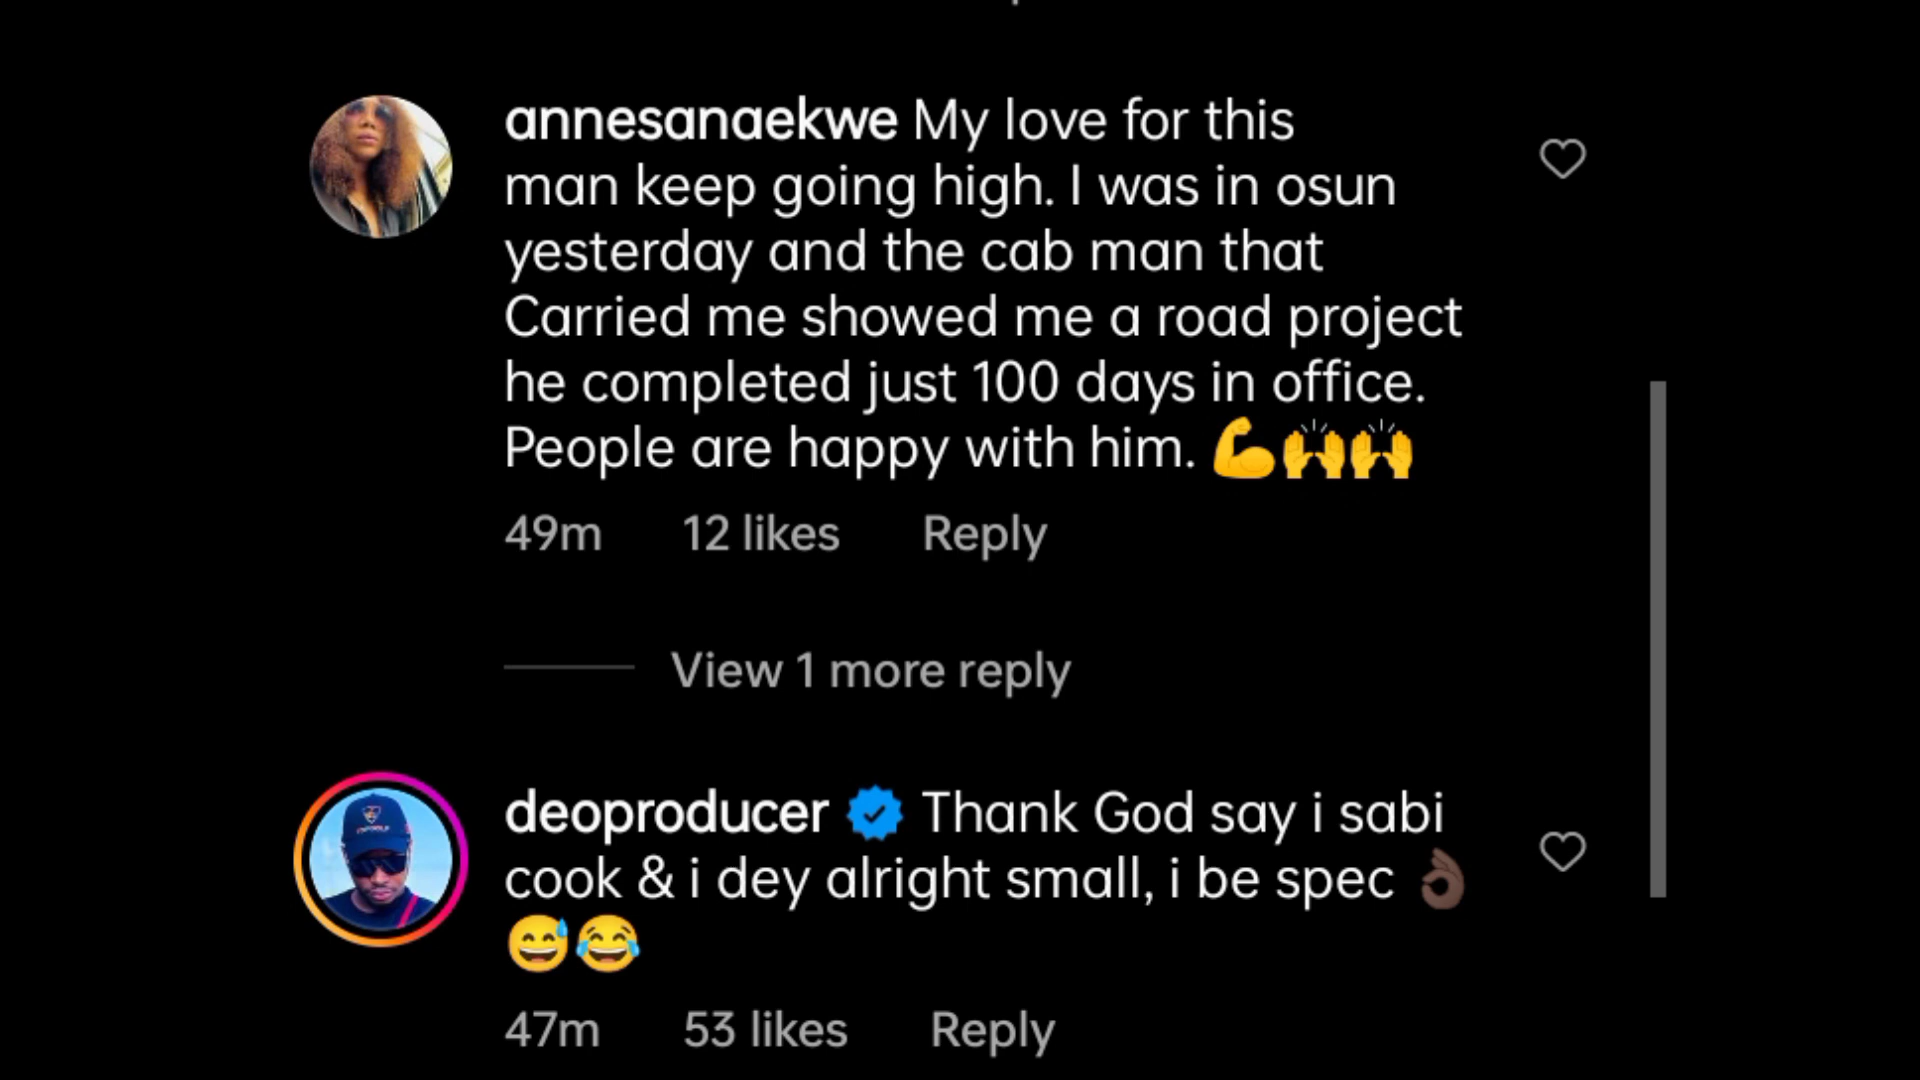 annesanaekwe My love for this
man keep going high. I was in osun
yesterday and the cab man that
Carried me showed me a road project
he completed just 100 days in office.
People are happy with him. 💪🙌🙌
49m 12 likes Reply
View 1 more reply
deoproducer Thank God say i sabi
cook & i dey alright small, i be spec 👌🏿
😅😂
47m 53 likes Reply